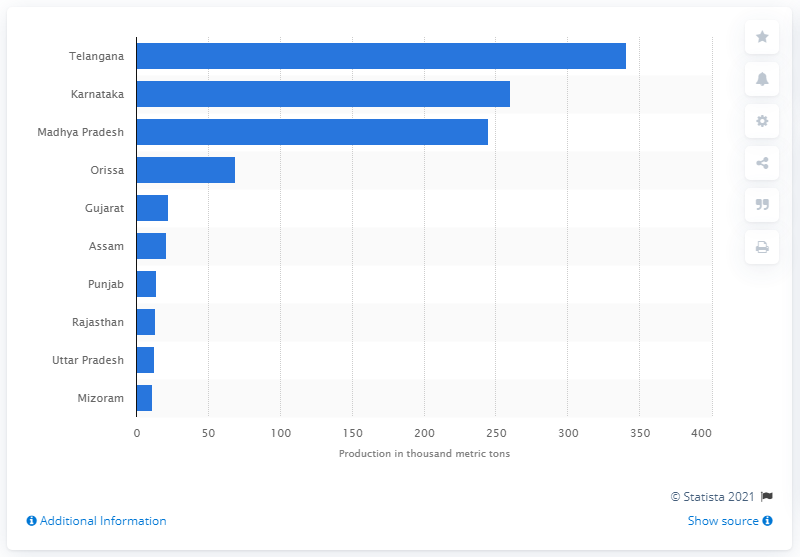 Telangana
Karnataka
Madhya Pradesh
Orissa
Gujarat
Assam
Punjab
Rajasthan
Uttar Pradesh
Mizoram
0 50 100 150 200 250 300 350 400
Production in thousand metric tons
© Statista 2021
Additional Information
Show source